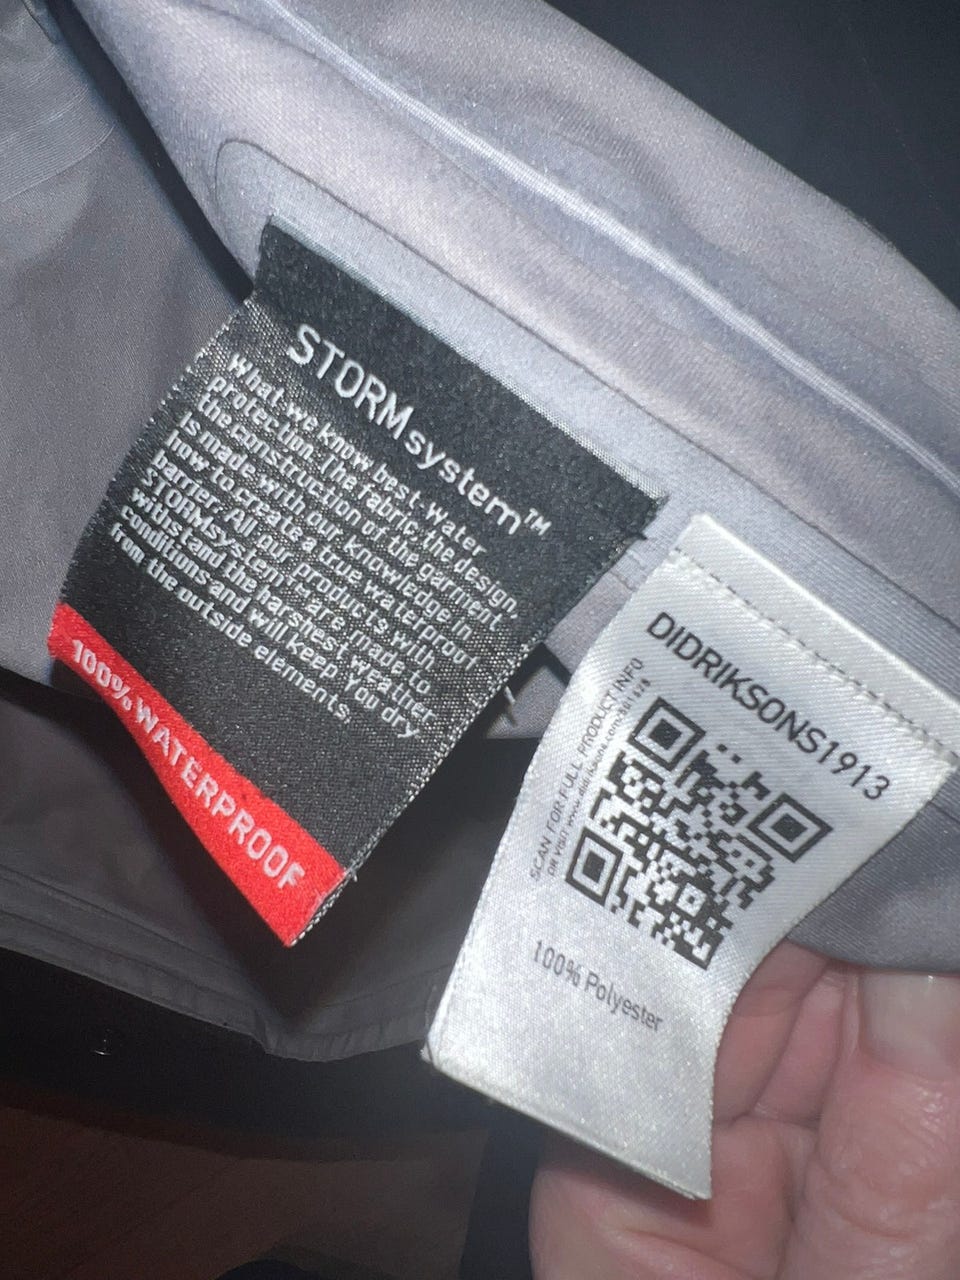 STORMsystem™
What we know best. Water
protection. The fabric, the design,
the construction of the garment
is made with our knowledge in
how to create a true waterproof
barrier. All our products with
STORMsystem™ are made to
withstand the harshest weather
conditions and will keep You dry
from the outside elements.
100% WATERPROOF
DIDRIKSONS1913
SCAN FOR FULL PRODUCT INFO
OR VISIT
100% Polyester